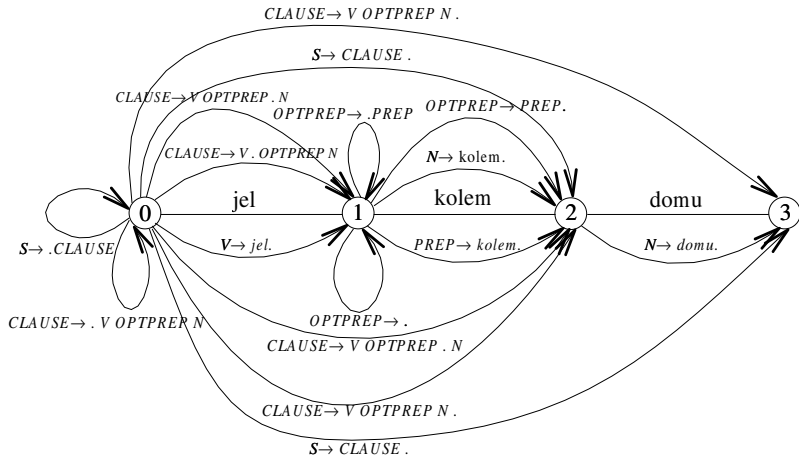 CLAUSE→ V OPTPREP N .
S→ CLAUSE .
CLAUSE→ V OPTPREP . N
OPTPREP→ .PREP
OPTPREP→ PREP .
CLAUSE→ V . OPTPREP N
N→ kolem.
jel
kolem
domu
0
1
2
3
S→ .CLAUSE
V→ jel.
PREP→ kolem.
N→ domu.
CLAUSE→ . V OPTPREP N
OPTPREP→ .
CLAUSE→ V OPTPREP . N
CLAUSE→ V OPTPREP N .
S→ CLAUSE .